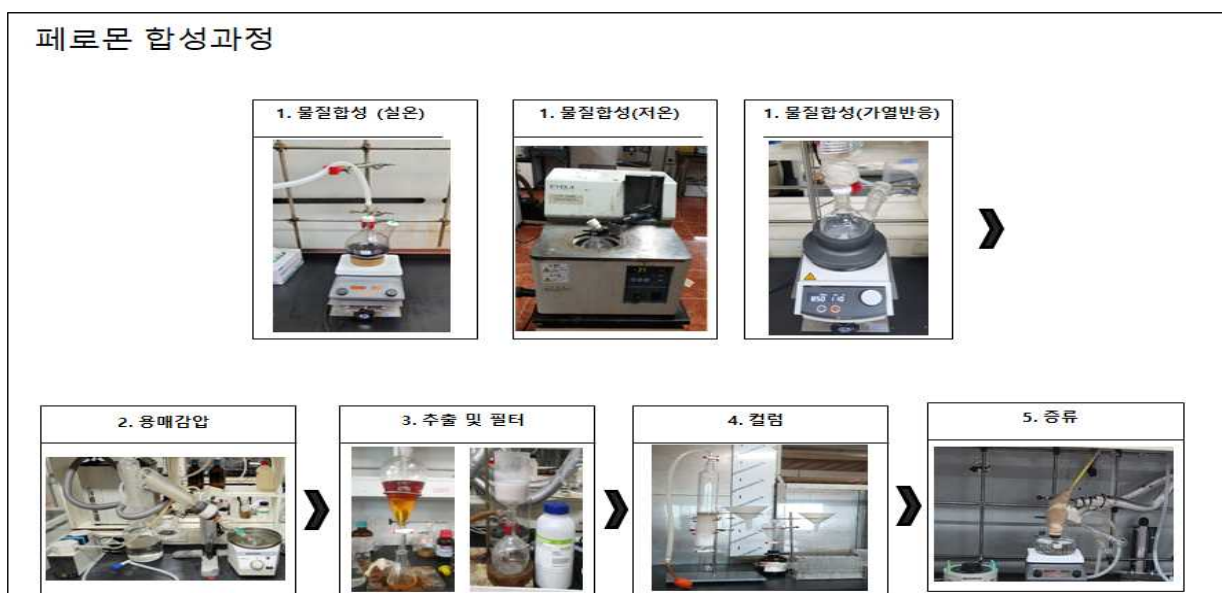 페로몬 합성과정
1. 물질합성 (실온)
1. 물질합성(저온)
1. 물질합성(가열반응)
2. 용매감압
3. 추출 및 필터
4. 컬럼
5. 증류